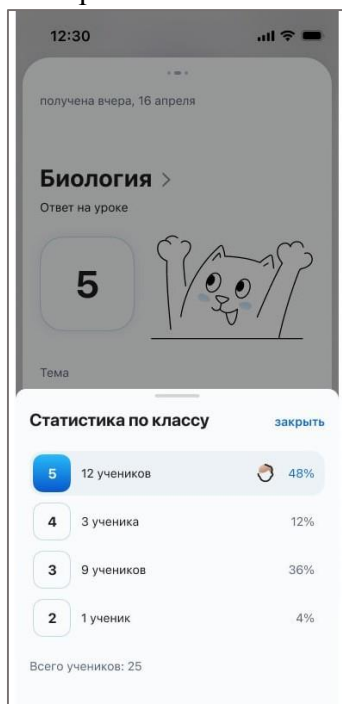 12:30
получена вчера, 16 апреля
Биология >
Ответ на уроке
5
Тема
Статистика по классу закрыть
5 12 учеников 48%
4 3 ученика 12%
3 9 учеников 36%
2 1 ученик 4%
Всего учеников: 25